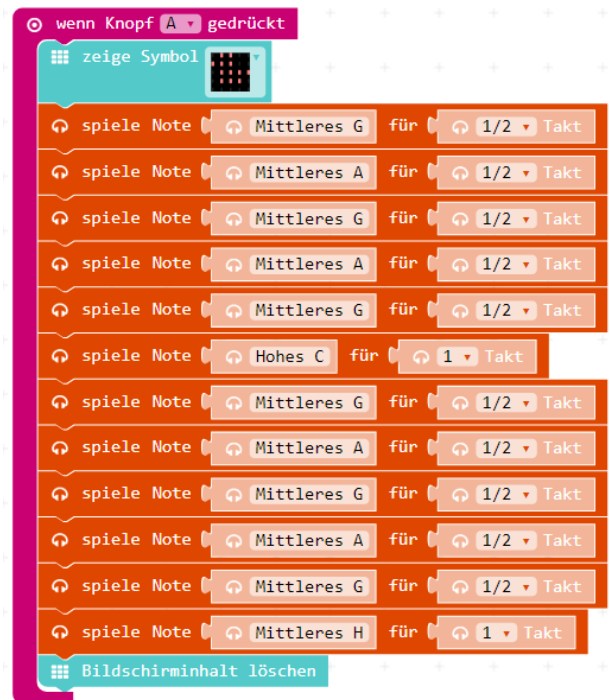 wenn Knopf A gedrückt
zeige Symbol
spiele Note Mittleres G für 1/2 Takt
spiele Note Mittleres A für 1/2 Takt
spiele Note Mittleres G für 1/2 Takt
spiele Note Mittleres A für 1/2 Takt
spiele Note Mittleres G für 1/2 Takt
spiele Note Hohes C für 1 Takt
spiele Note Mittleres G für 1/2 Takt
spiele Note Mittleres A für 1/2 Takt
spiele Note Mittleres G für 1/2 Takt
spiele Note Mittleres A für 1/2 Takt
spiele Note Mittleres G für 1/2 Takt
spiele Note Mittleres H für 1 Takt
Bildschirminhalt löschen